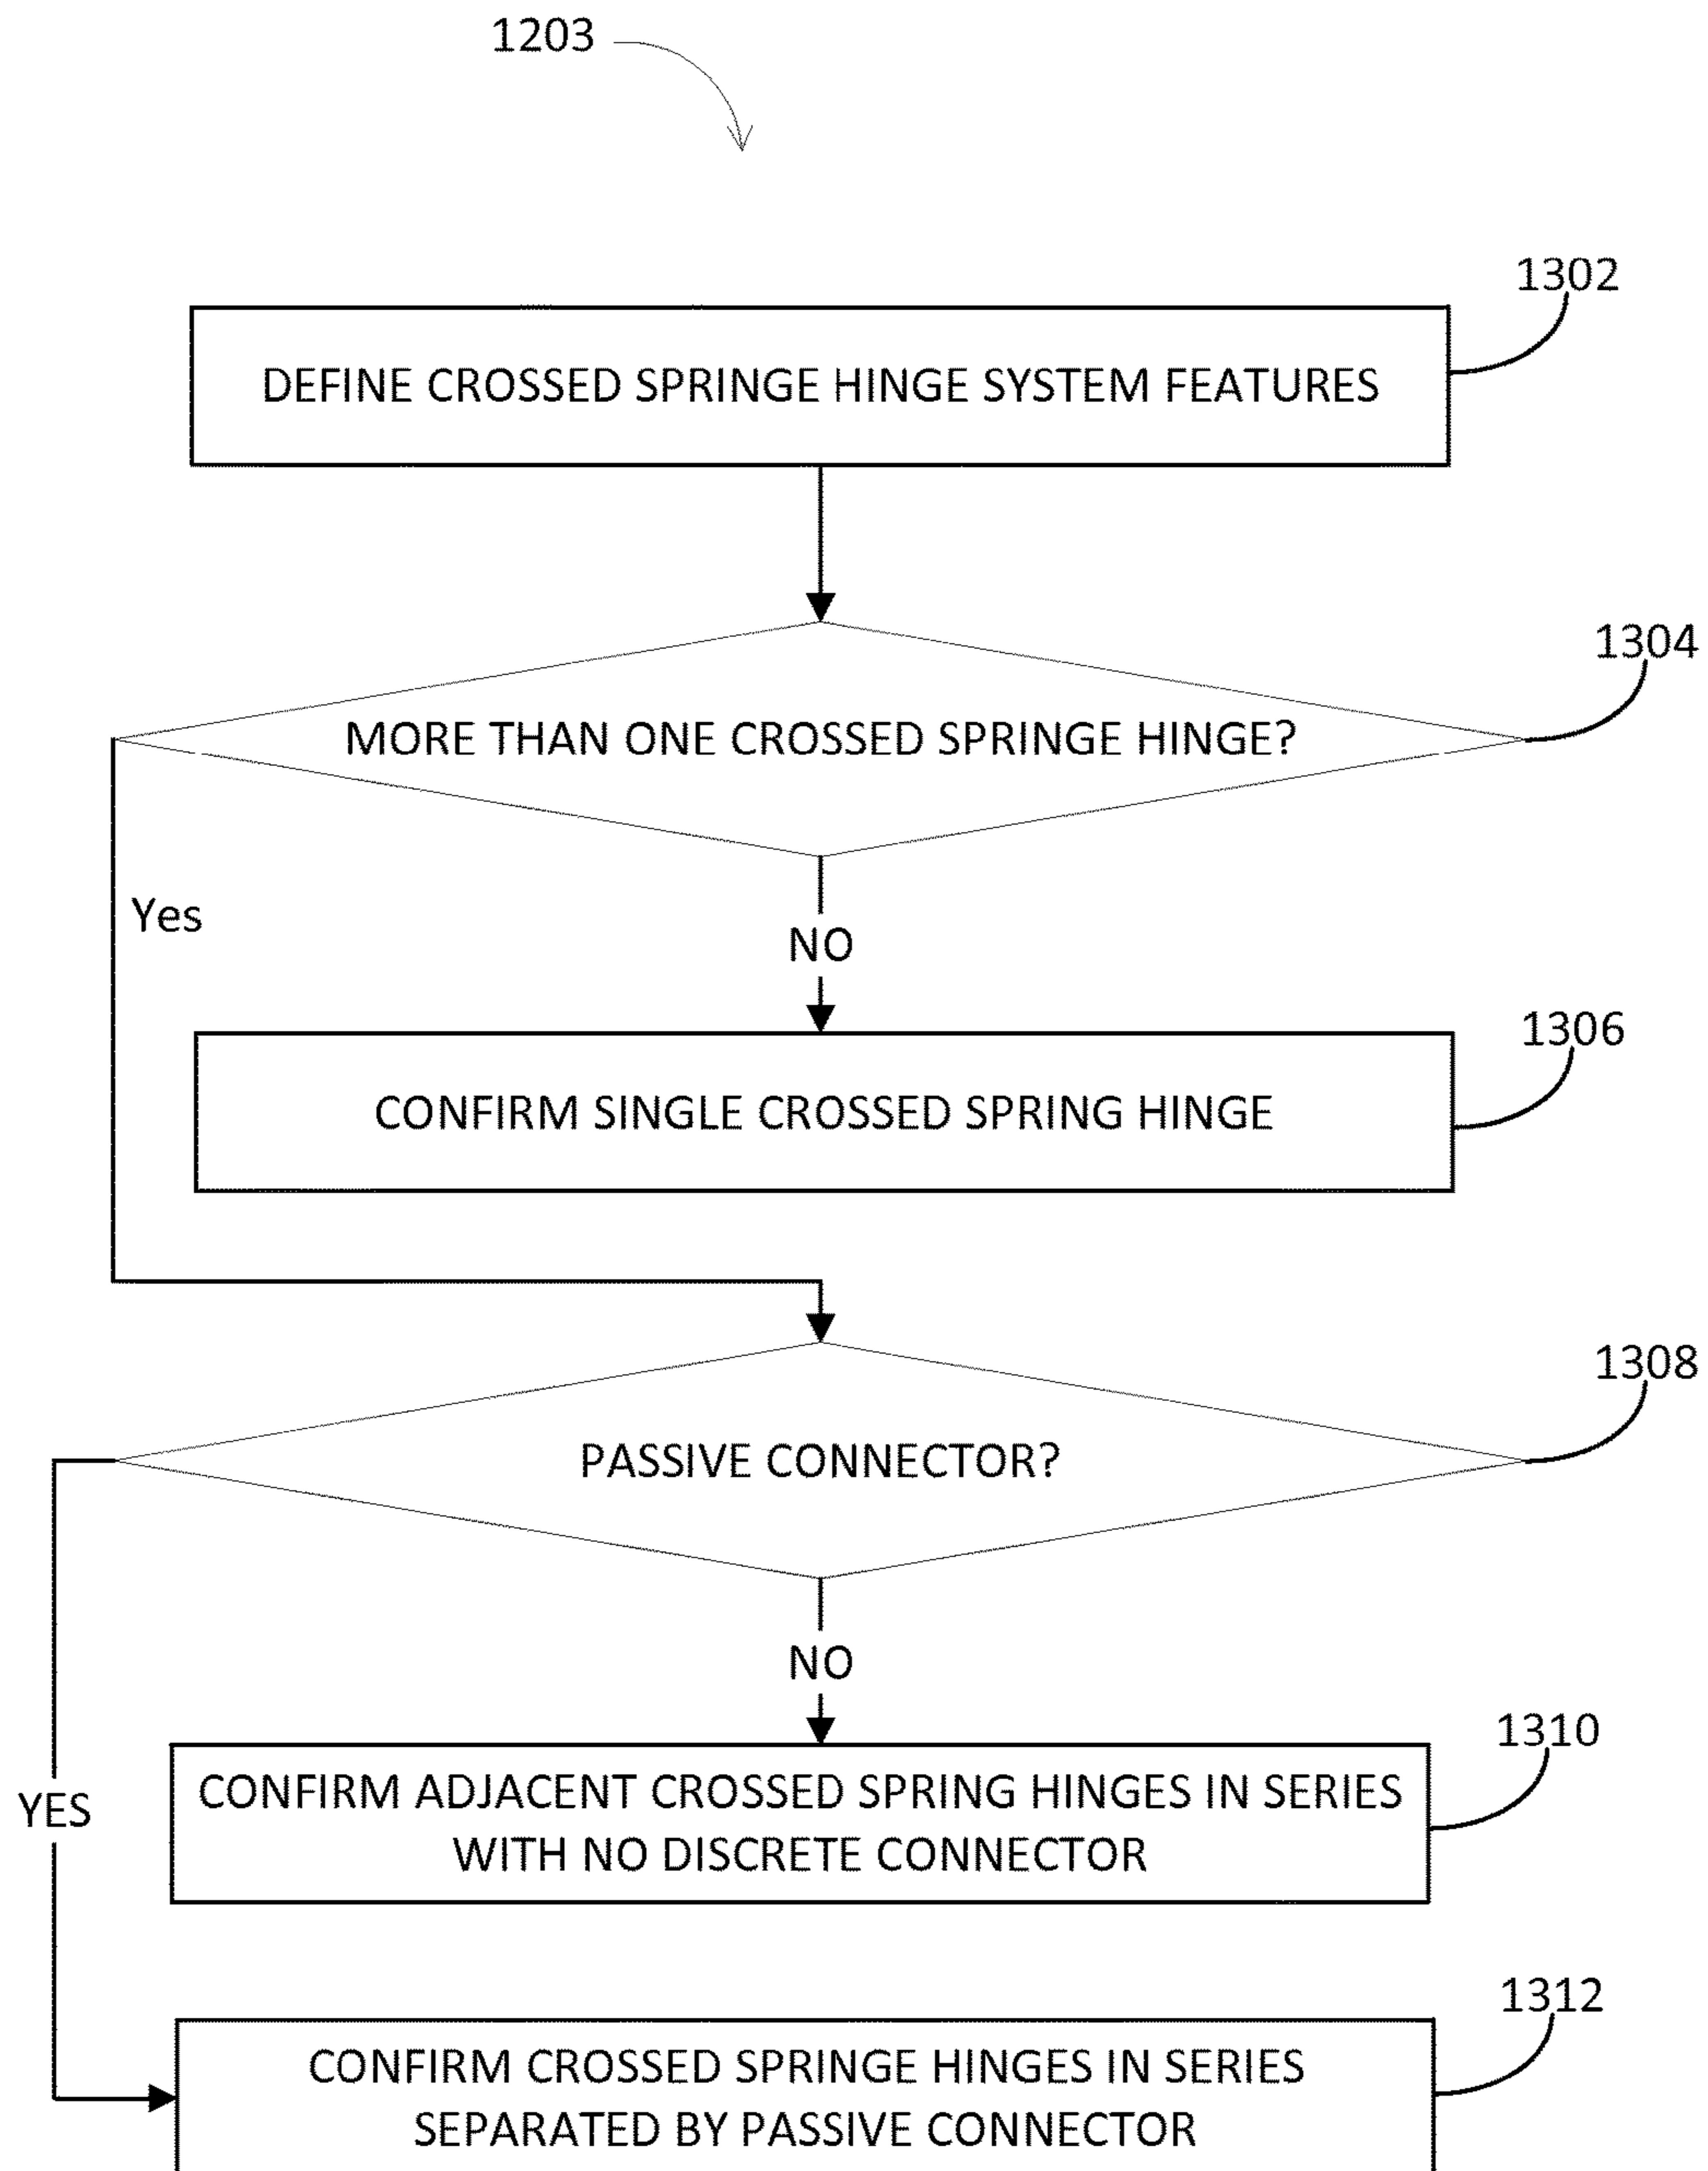 1203
1302
DEFINE CROSSED SPRINGE HINGE SYSTEM FEATURES
1304
MORE THAN ONE CROSSED SPRINGE HINGE?
Yes
NO
1306
CONFIRM SINGLE CROSSED SPRING HINGE
1308
PASSIVE CONNECTOR?
NO
1310
CONFIRM ADJACENT CROSSED SPRING HINGES IN SERIES
WITH NO DISCRETE CONNECTOR
YES
1312
CONFIRM CROSSED SPRINGE HINGES IN SERIES
SEPARATED BY PASSIVE CONNECTOR